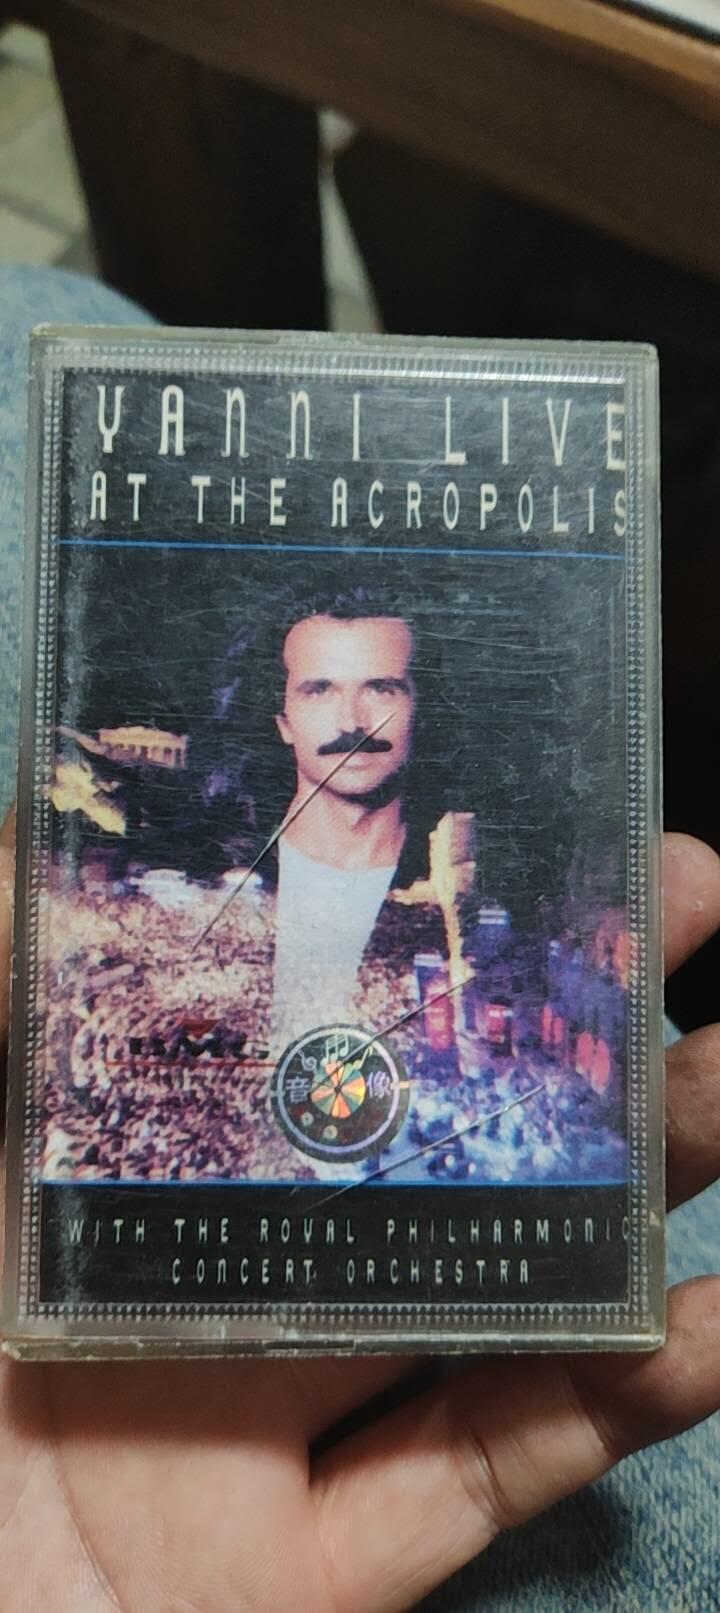 YANNI LIVE
AT THE ACROPOLIS
BMG
音 像
WITH THE ROYAL PHILHARMONIC
CONCERT ORCHESTRA